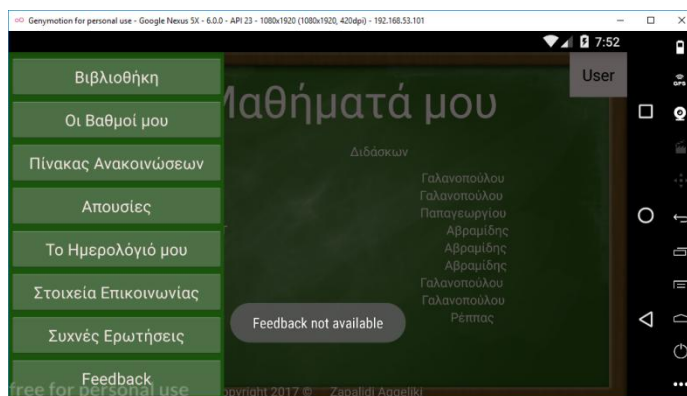 Genymotion for personal use - Google Nexus 5X - 6.0.0 - API 23 - 1080x1920 (1080x1920, 420dpi) - 192.168.53.101
7:52
User
Βιβλιοθήκη
Οι Βαθμοί μου
Πίνακας Ανακοινώσεων
Απουσίες
Το Ημερολόγιό μου
Στοιχεία Επικοινωνίας
Συχνές Ερωτήσεις
Feedback
Μαθήματά μου
Διδάσκων
Γαλανοπούλου
Γαλανοπούλου
Παπαγεωργίου
Αβραμίδης
Αβραμίδης
Αβραμίδης
Γαλανοπούλου
Γαλανοπούλου
Ρέππας
Feedback not available
free for personal use
opyright 2017 © Zapalidi Aggeliki
GPS